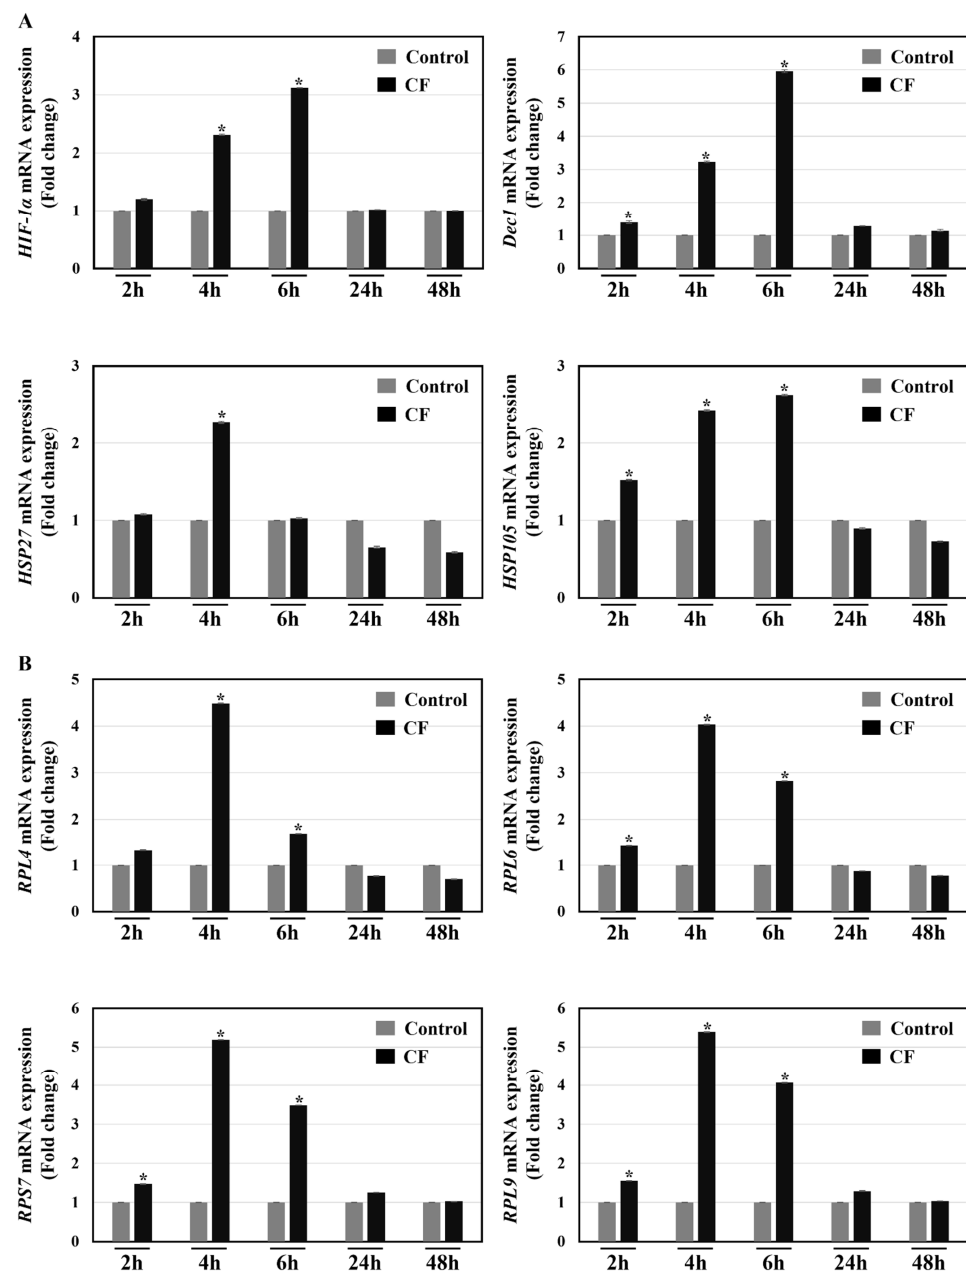 A
HIF-1α mRNA expression
(Fold change)
4
3
2
1
0
Control
CF
*
*
2h 4h 6h 24h 48h
Dec1 mRNA expression
(Fold change)
7
6
5
4
3
2
1
0
Control
CF
*
*
*
2h 4h 6h 24h 48h
HSP27 mRNA expression
(Fold change)
3
2
1
0
Control
CF
*
2h 4h 6h 24h 48h
HSP105 mRNA expression
(Fold change)
3
2
1
0
Control
CF
*
*
*
2h 4h 6h 24h 48h
B
RPL4 mRNA expression
(Fold change)
5
4
3
2
1
0
Control
CF
*
*
2h 4h 6h 24h 48h
RPL6 mRNA expression
(Fold change)
5
4
3
2
1
0
Control
CF
*
*
*
2h 4h 6h 24h 48h
RPS7 mRNA expression
(Fold change)
6
5
4
3
2
1
0
Control
CF
*
*
*
2h 4h 6h 24h 48h
RPL9 mRNA expression
(Fold change)
6
5
4
3
2
1
0
Control
CF
*
*
*
2h 4h 6h 24h 48h